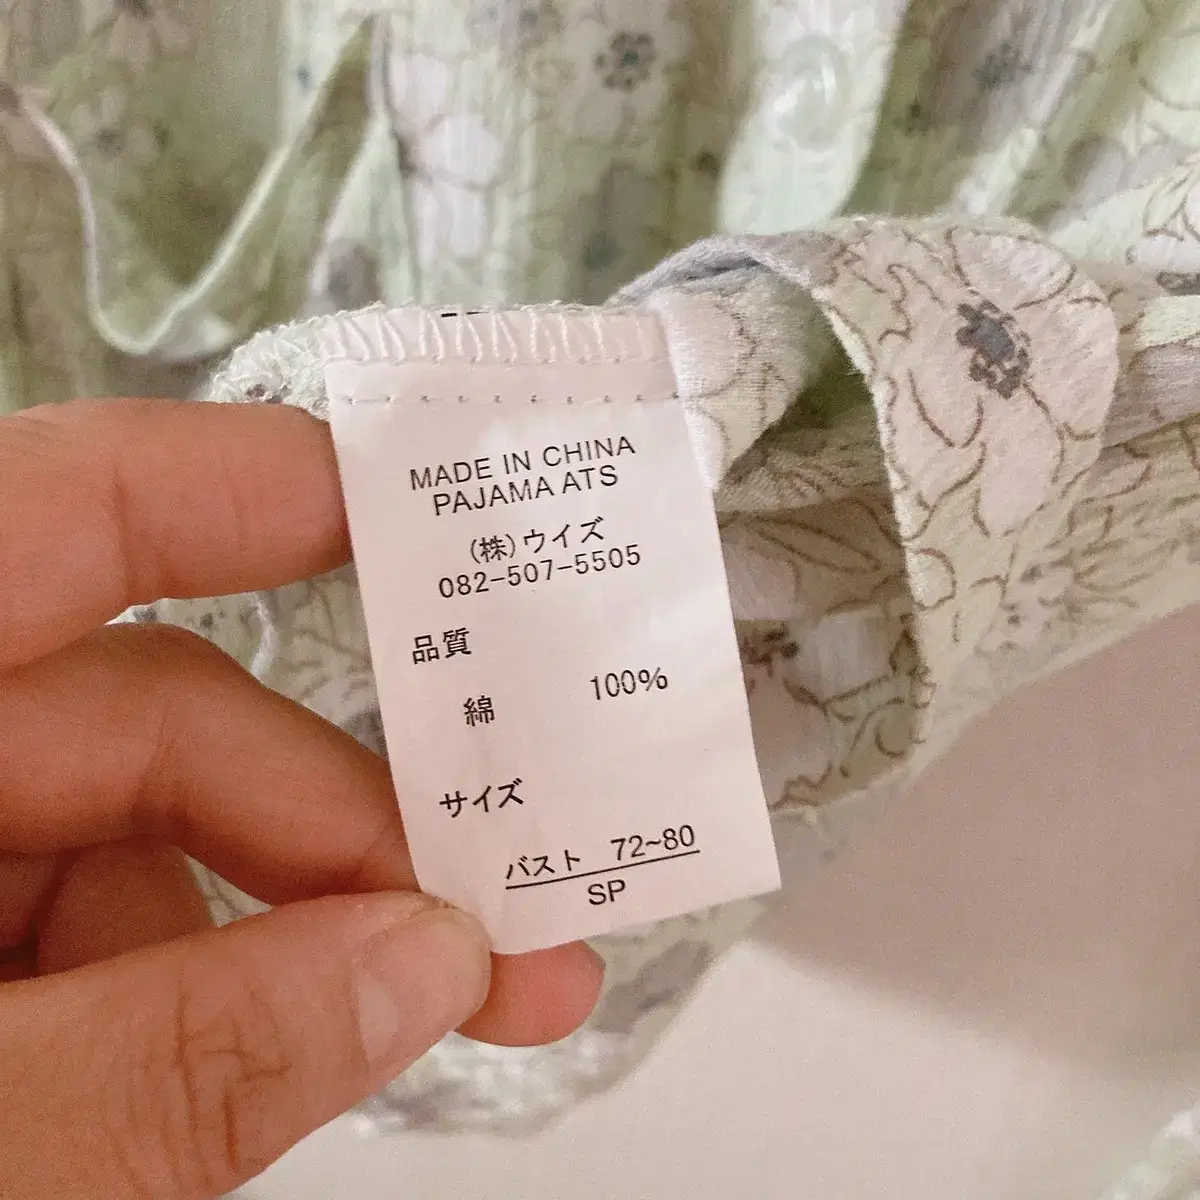 MADE IN CHINA
PAJAMA ATS
(株)ウイズ
082-507-5505
品質
綿 100%
サイズ
バスト 72~80
SP